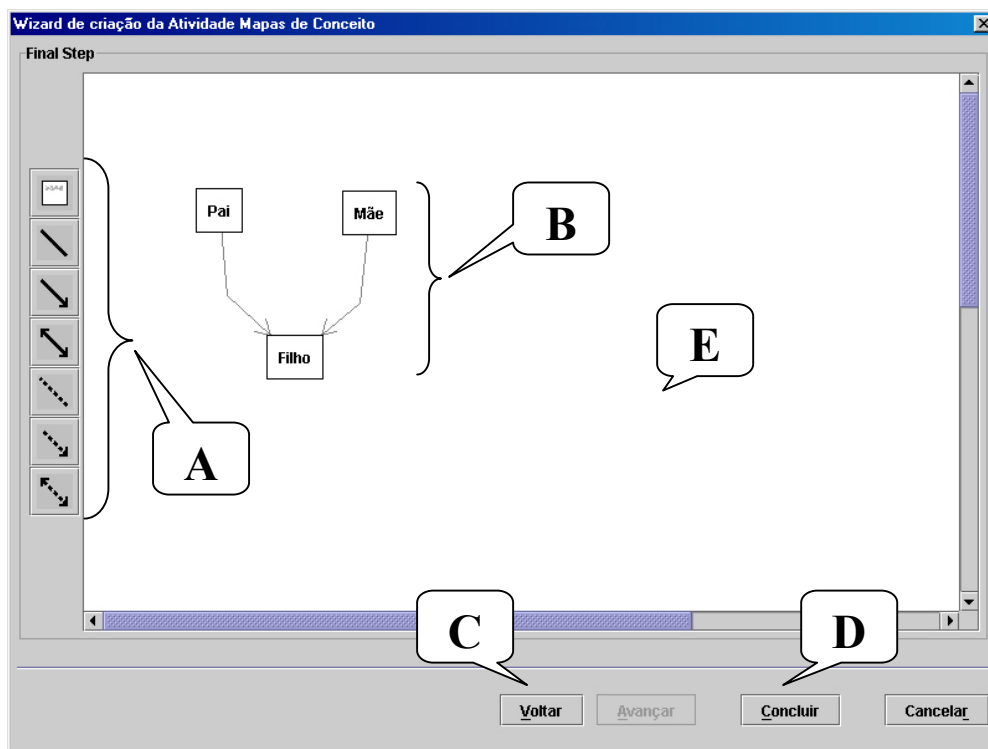 Wizard de criação da Atividade Mapas de Conceito
Final Step
Pai
Mãe
B
E
Filho
A
C
D
Voltar
Avançar
Concluir
Cancelar